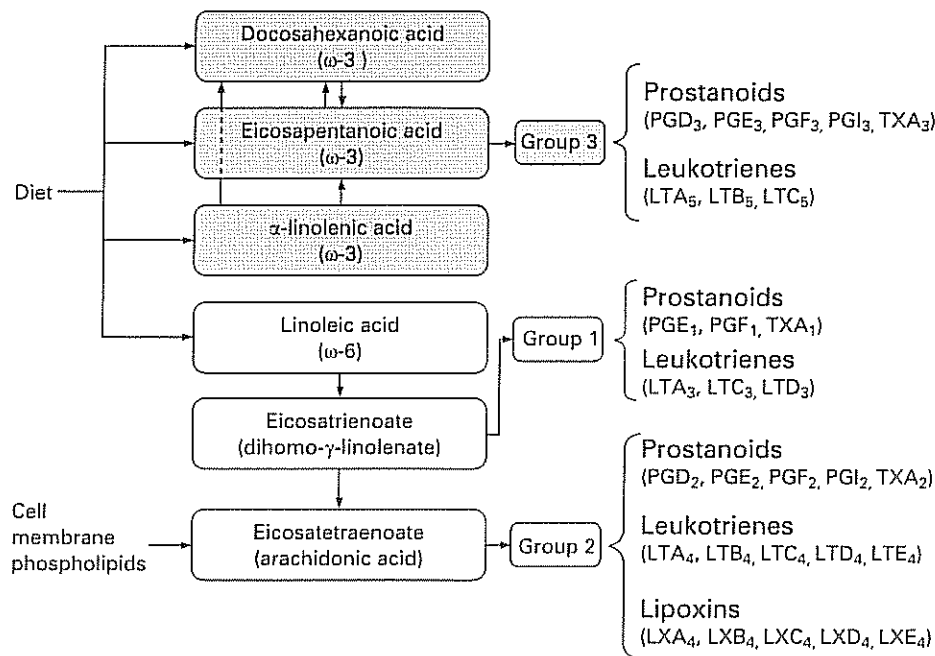 Docosahexanoic acid
(ω-3 )
Eicosapentanoic acid
(ω-3)
Group 3
Prostanoids
(PGD₃, PGE₃, PGF₃, PGI₃, TXA₃)
Leukotrienes
(LTA₅, LTB₅, LTC₅)
Diet
α-linolenic acid
(ω-3)
Linoleic acid
(ω-6)
Group 1
Prostanoids
(PGE₁, PGF₁, TXA₁)
Leukotrienes
(LTA₃, LTC₃, LTD₃)
Eicosatrienoate
(dihomo-γ-linolenate)
Cell
membrane
phospholipids
Eicosatetraenoate
(arachidonic acid)
Group 2
Prostanoids
(PGD₂, PGE₂, PGF₂, PGI₂, TXA₂)
Leukotrienes
(LTA₄, LTB₄, LTC₄, LTD₄, LTE₄)
Lipoxins
(LXA₄, LXB₄, LXC₄, LXD₄, LXE₄)